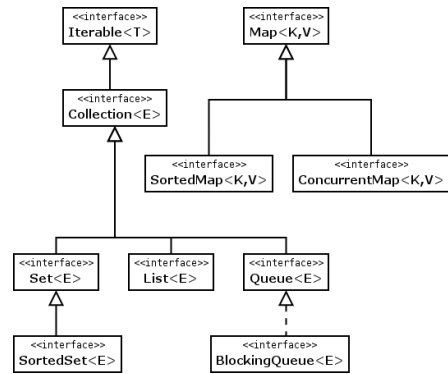 <<interface>>
Iterable<T>
<<interface>>
Map<K,V>
<<interface>>
Collection<E>
<<interface>>
SortedMap<K,V>
<<interface>>
ConcurrentMap<K,V>
<<interface>>
Set<E>
<<interface>>
List<E>
<<interface>>
Queue<E>
<<interface>>
SortedSet<E>
<<interface>>
BlockingQueue<E>